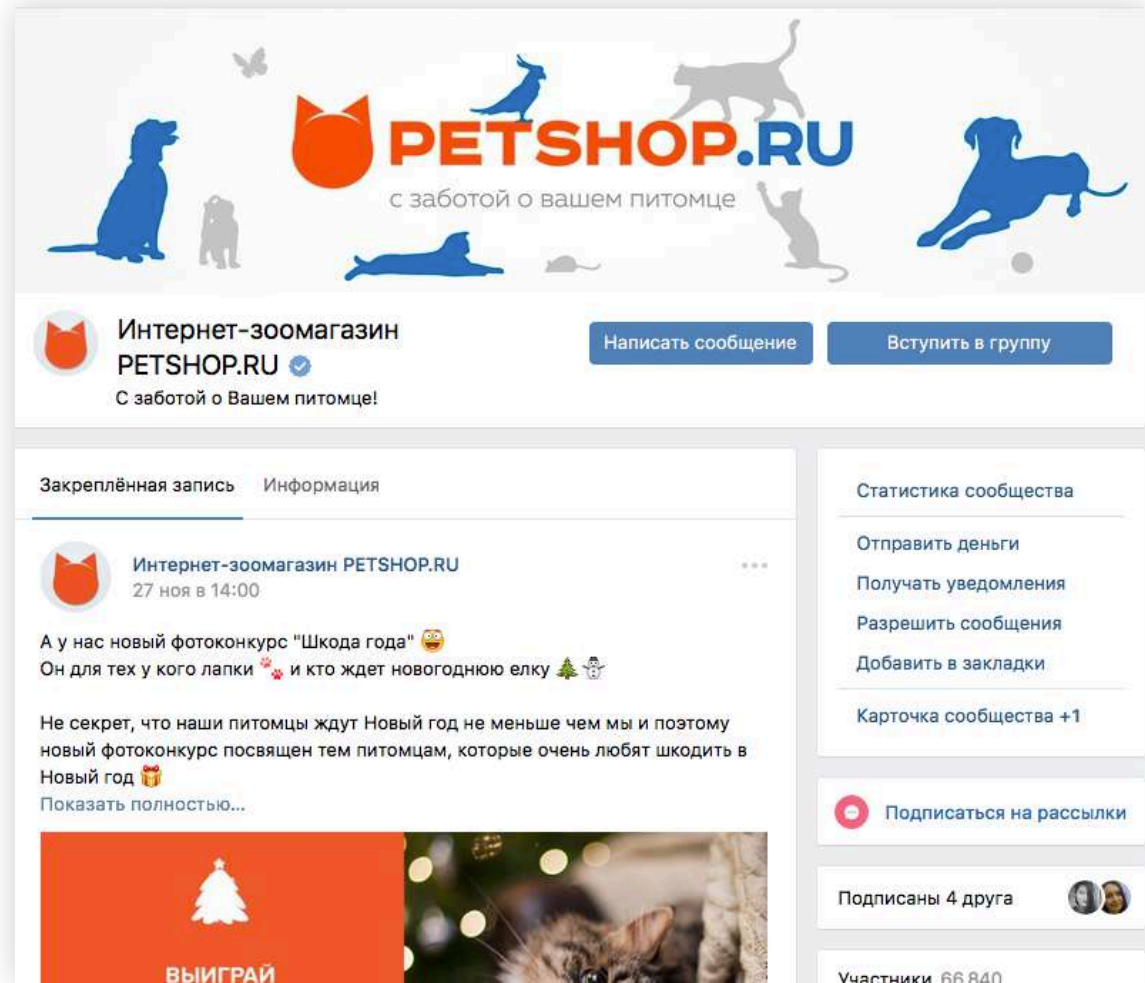 PETSHOP.RU
с заботой о вашем питомце
Интернет-зоомагазин
PETSHOP.RU
С заботой о Вашем питомце!
Написать сообщение
Вступить в группу
Закреплённая запись
Информация
Интернет-зоомагазин PETSHOP.RU
27 ноя в 14:00
А у нас новый фотоконкурс "Шкода года"
Он для тех у кого лапки и кто ждет новогоднюю елку
Не секрет, что наши питомцы ждут Новый год не меньше чем мы и поэтому
новый фотоконкурс посвящен тем питомцам, которые очень любят шкодить в
Новый год
Показать полностью...
ВЫИГРАЙ
Статистика сообщества
Отправить деньги
Получать уведомления
Разрешить сообщения
Добавить в закладки
Карточка сообщества +1
Подписаться на рассылки
Подписаны 4 друга
Участники 66 840